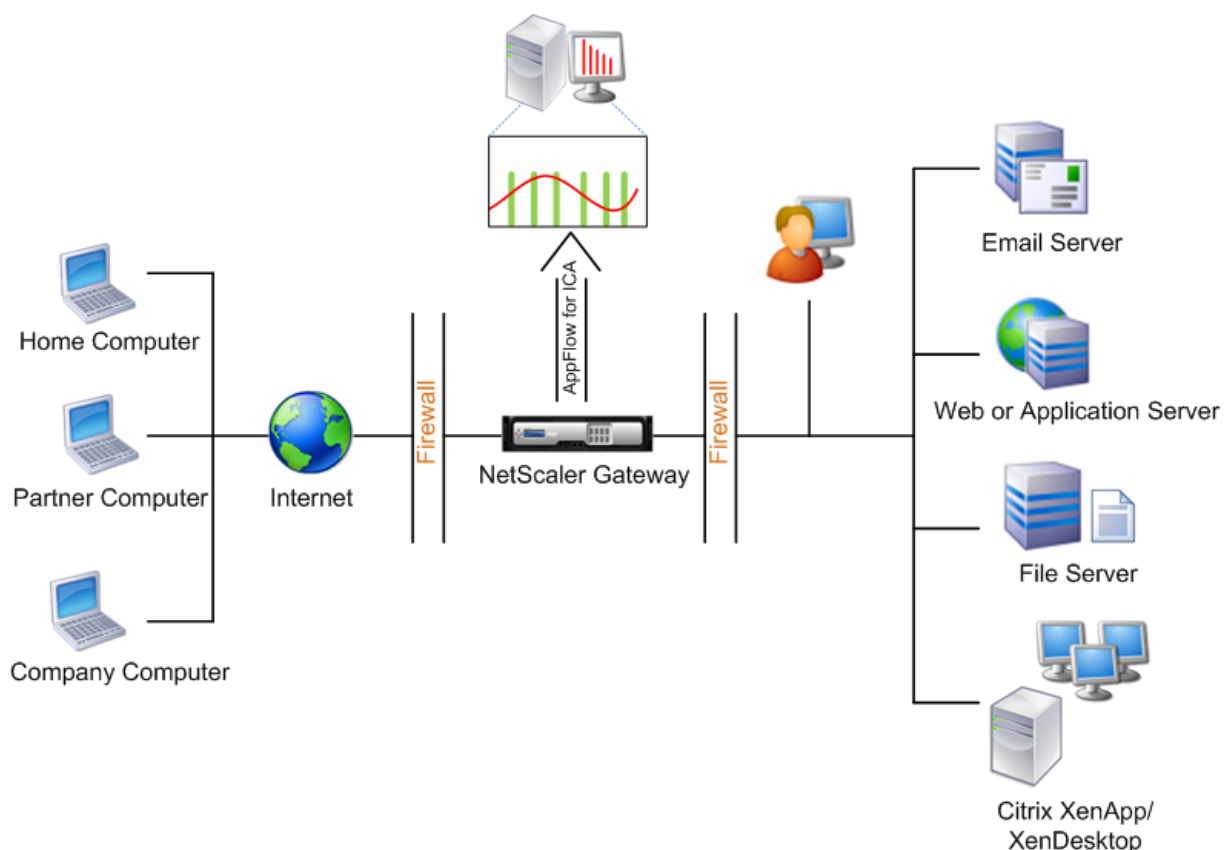 AppFlow for ICA
Home Computer
Partner Computer
Company Computer
Internet
Firewall
NetScaler Gateway
Firewall
Email Server
Web or Application Server
File Server
Citrix XenApp/
XenDesktop